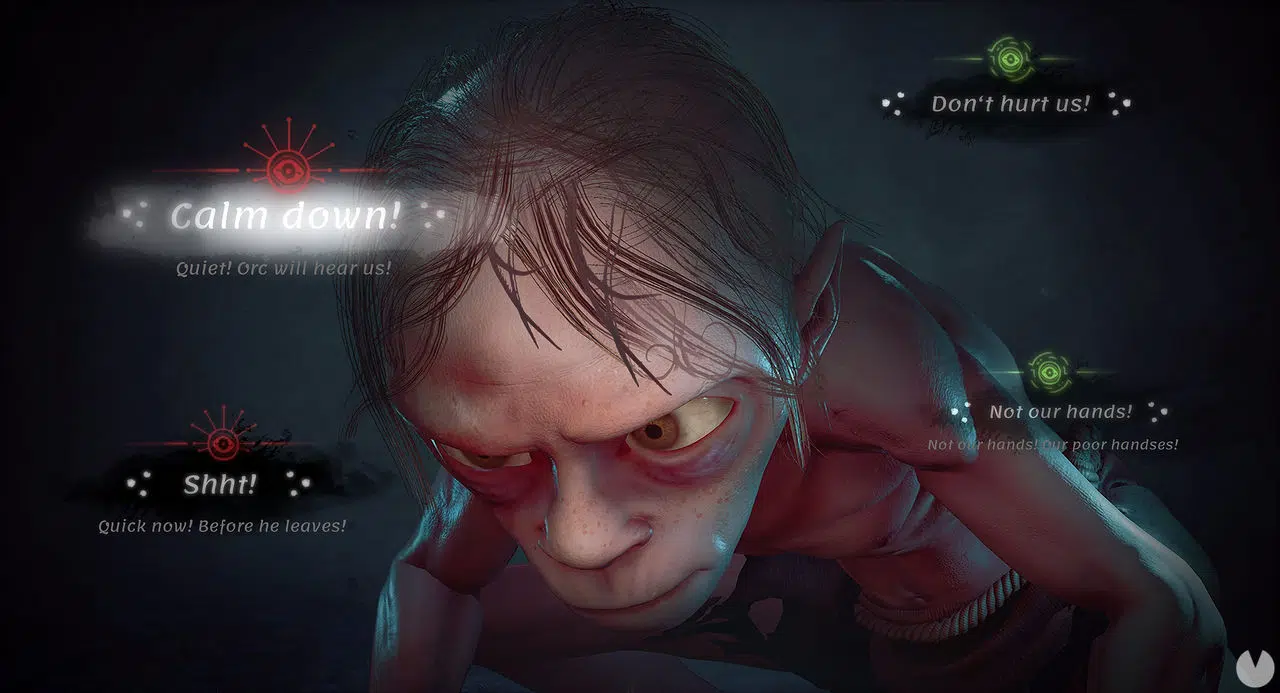 Don't hurt us!
Calm down!
Quiet! Orc will hear us!
Not our hands!
Not our hands! Our poor handses!
Shht!
Quick now! Before he leaves!